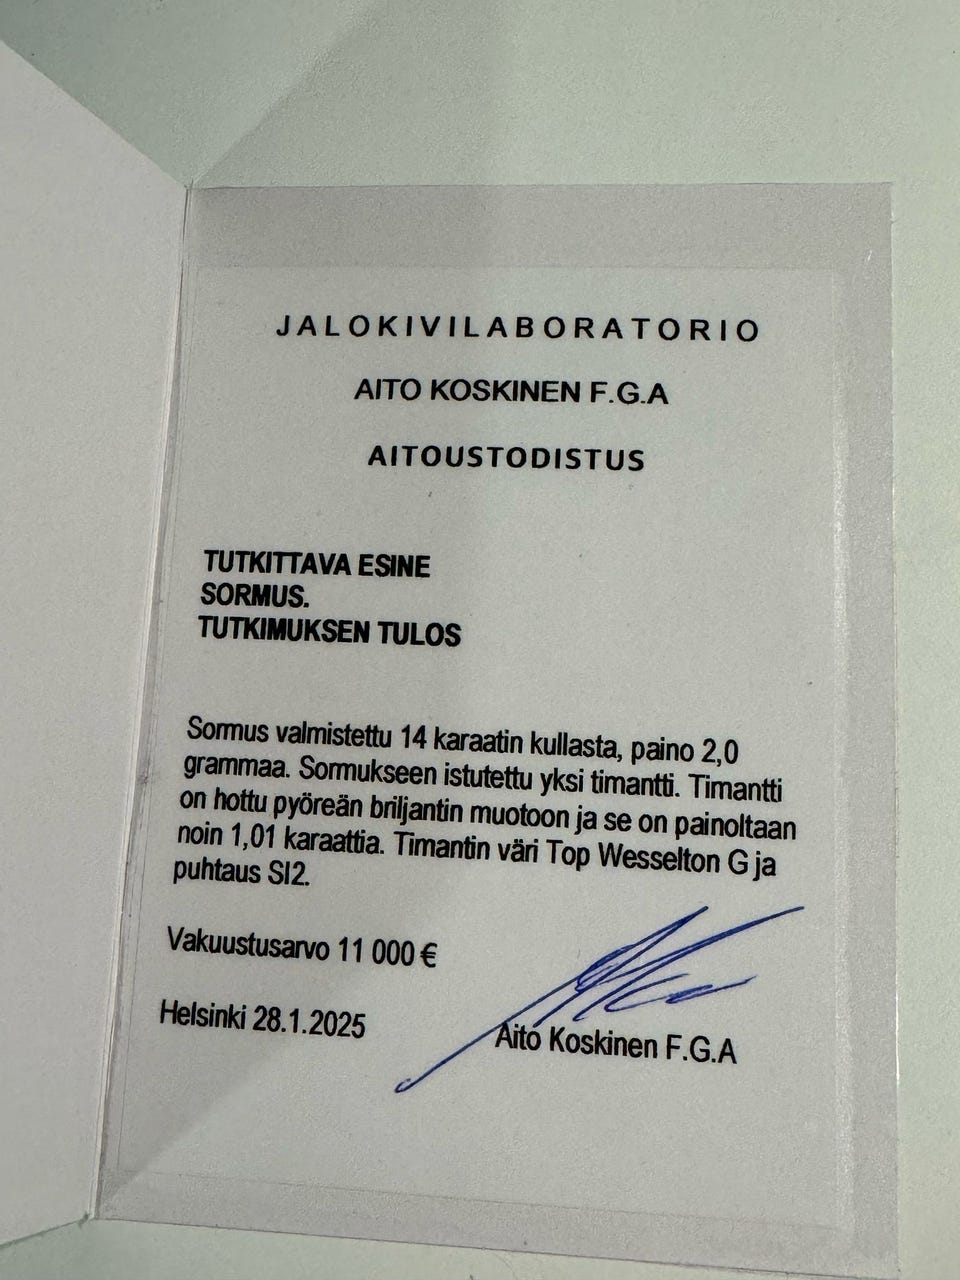 JALOKIVILABORATORIO
AITO KOSKINEN F.G.A
AITOUSTODISTUS
TUTKITTAVA ESINE
SORMUS.
TUTKIMUKSEN TULOS
Sormus valmistettu 14 karaatin kullasta, paino 2,0
grammaa. Sormukseen istutettu yksi timantti. Timantti
on hottu pyöreän briljantin muotoon ja se on painoltaan
noin 1,01 karaattia. Timantin väri Top Wesselton G ja
puhtaus SI2.
Vakuustusarvo 11 000 €
Helsinki 28.1.2025
Aito Koskinen F.G.A